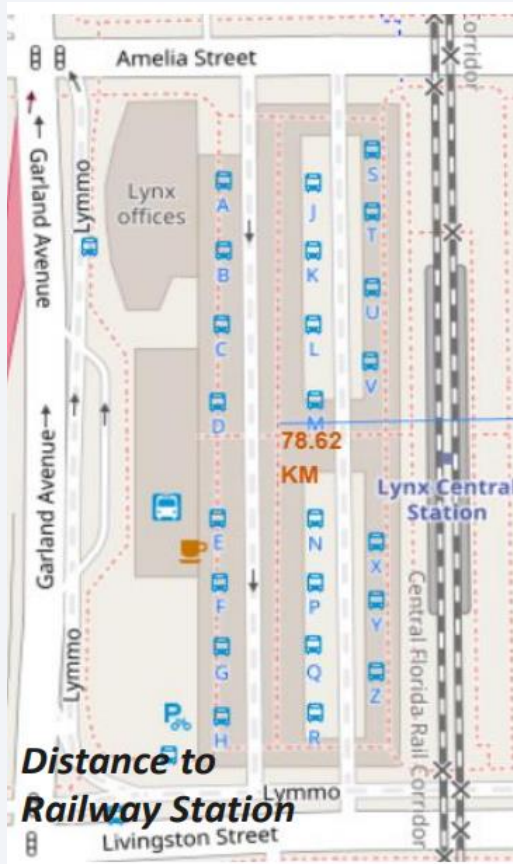 Corridor
Amelia Street
Garland Avenue
Lymmo
Lynx
offices
A
J
S
B
K
T
C
L
U
D
M
V
78.62
KM
Lynx Central
Station
Garland Avenue
E
N
X
F
P
Y
G
Q
Z
H
R
P
Central Florida Rail Corridor
Lymmo
Distance to
Railway Station
Lymmo
Livingston Street